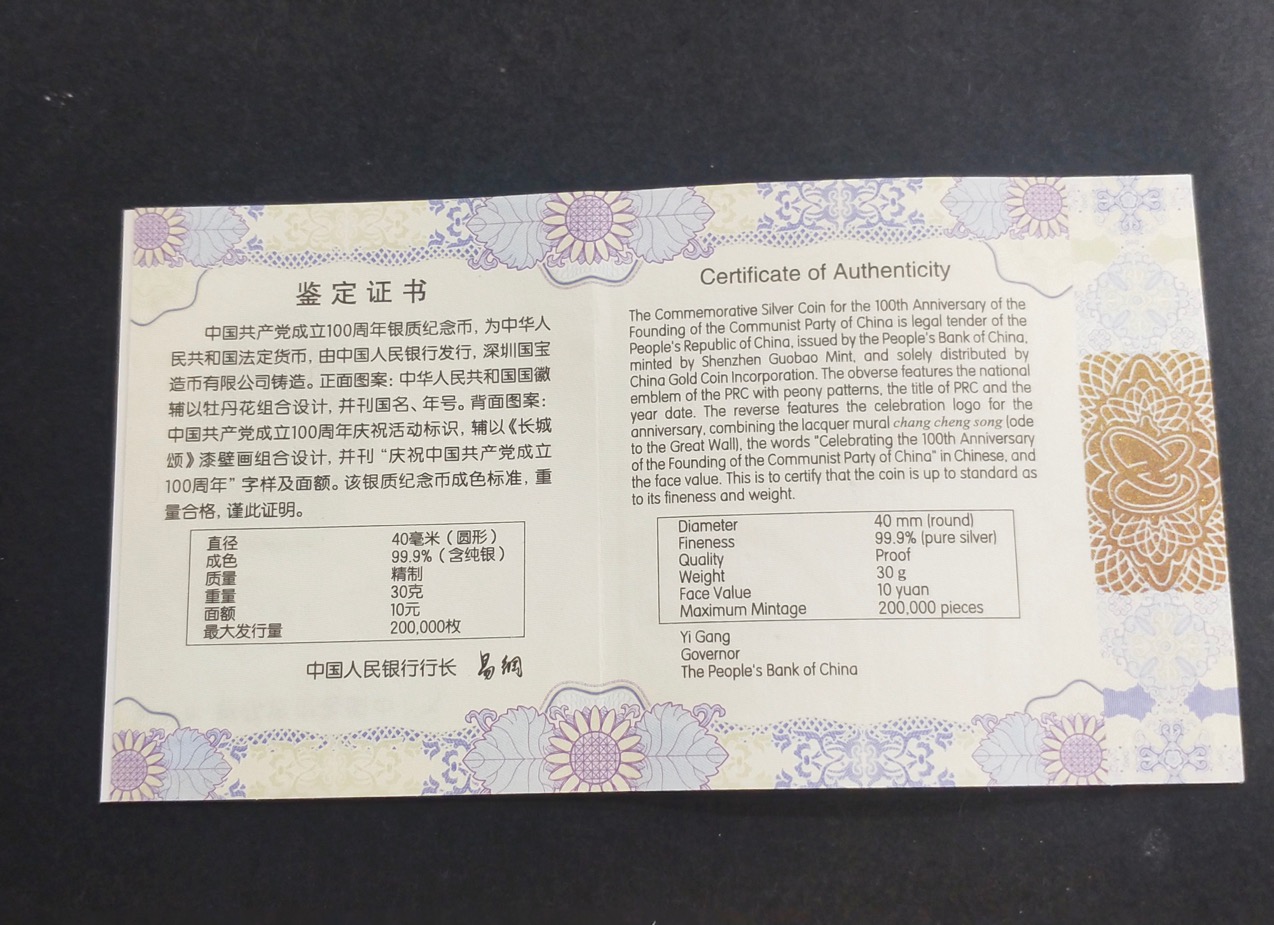 鉴定证书
中国共产党成立100周年银质纪念币，为中华人
民共和国法定货币，由中国人民银行发行，深圳国宝
造币有限公司铸造。正面图案：中华人民共和国国徽
辅以牡丹花组合设计，并刊国名、年号。背面图案：
中国共产党成立100周年庆祝活动标识，辅以《长城
颂》漆壁画组合设计，并刊“庆祝中国共产党成立
100周年”字样及面额。该银质纪念币成色标准，重
量合格，谨此证明。
直径 40毫米（圆形）
成色 99.9%（含纯银）
质量 精制
重量 30克
面额 10元
最大发行量 200,000枚
中国人民银行行长 易纲
Certificate of Authenticity
The Commemorative Silver Coin for the 100th Anniversary of the
Founding of the Communist Party of China is legal tender of the
People's Republic of China, issued by the People's Bank of China,
minted by Shenzhen Guobao Mint, and solely distributed by
China Gold Coin Incorporation. The obverse features the national
emblem of the PRC with peony patterns, the title of PRC and the
year date. The reverse features the celebration logo for the
anniversary, combining the lacquer mural chang cheng song (ode
to the Great Wall), the words "Celebrating the 100th Anniversary
of the Founding of the Communist Party of China" in Chinese, and
the face value. This is to certify that the coin is up to standard as
to its fineness and weight.
Diameter 40 mm (round)
Fineness 99.9% (pure silver)
Quality Proof
Weight 30 g
Face Value 10 yuan
Maximum Mintage 200,000 pieces
Yi Gang
Governor
The People's Bank of China